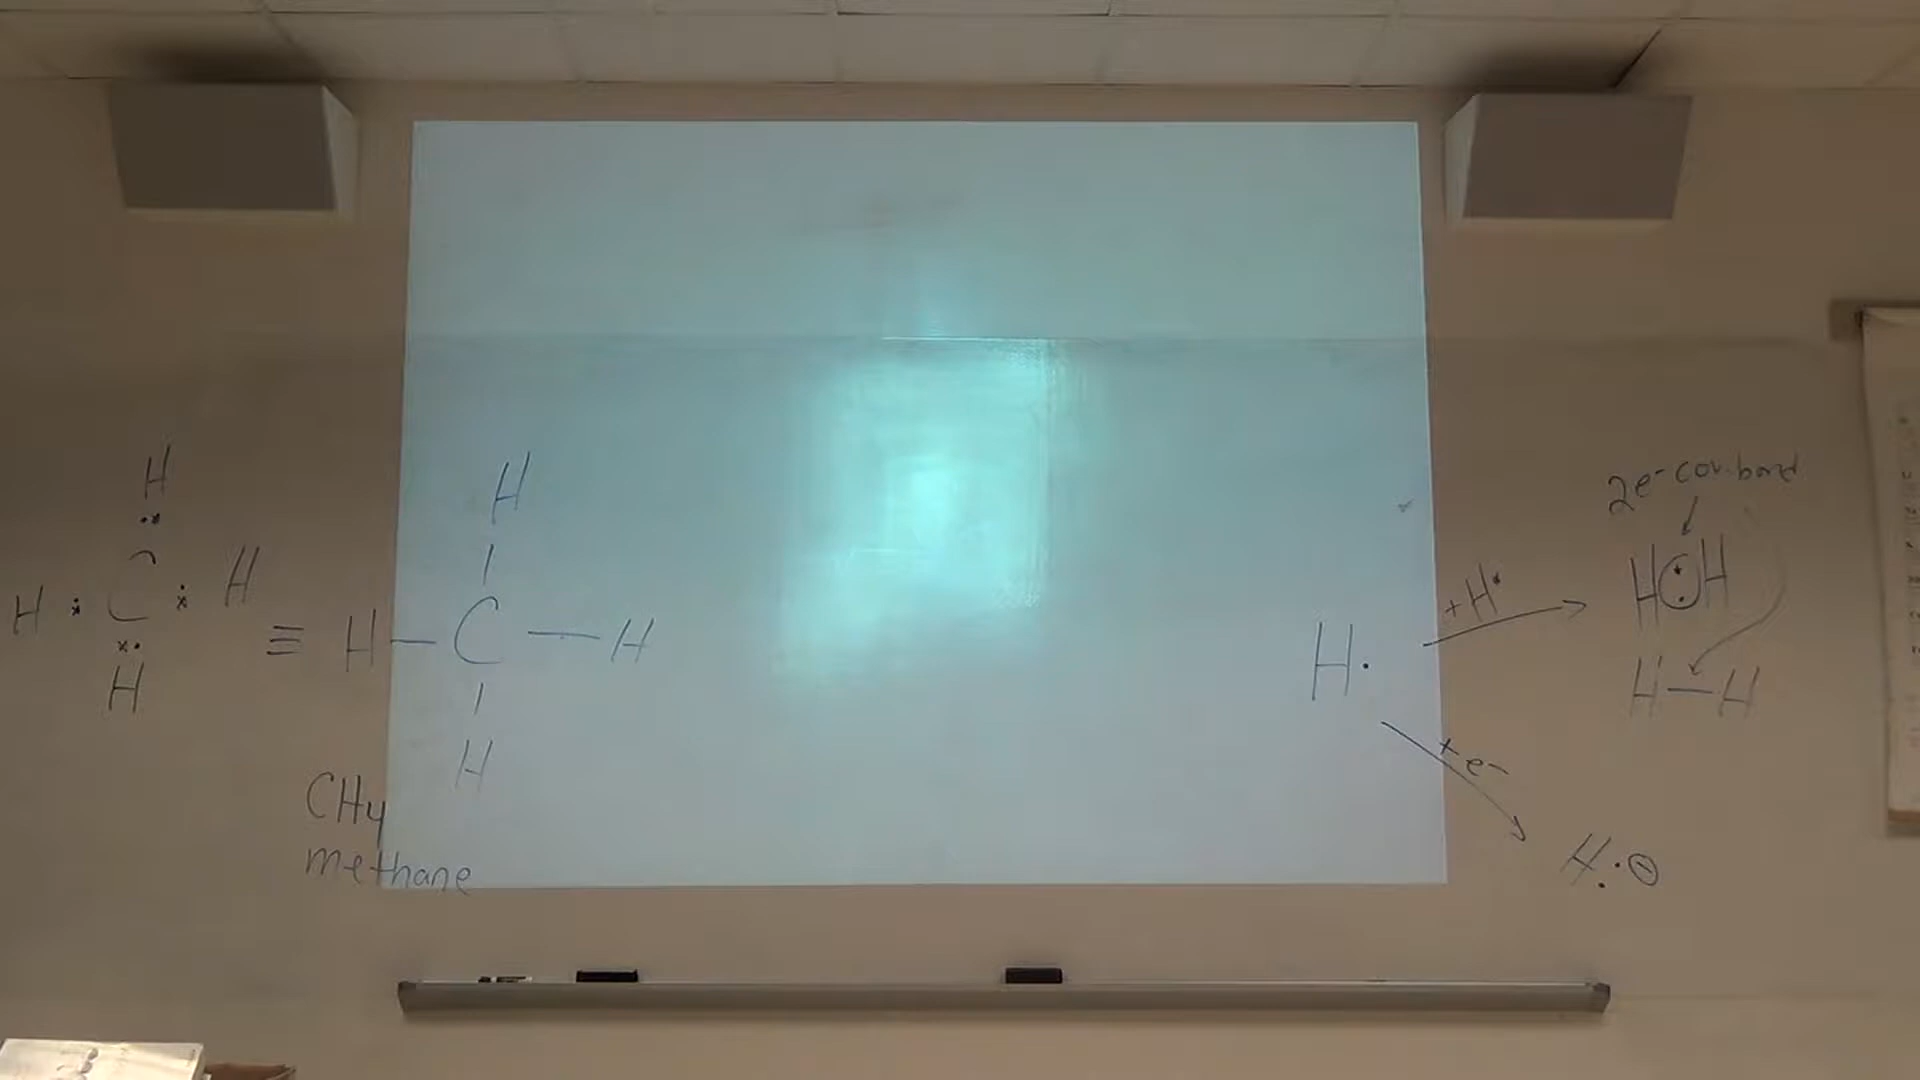 H
H : C : H
H
≡
H
H — C — H
H
CH4
methane
H·
+H•
2e- cov. bond
H:H
H—H
+e-
H:⊖